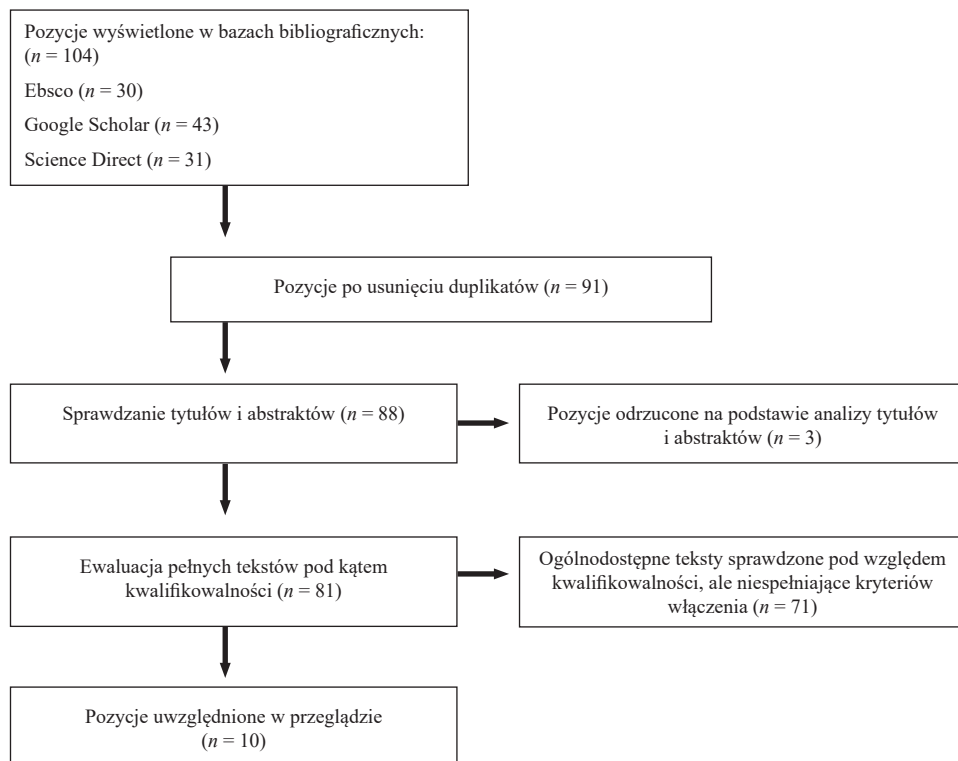 Pozycje wyświetlone w bazach bibliograficznych:
(n = 104)
Ebsco (n = 30)
Google Scholar (n = 43)
Science Direct (n = 31)
Pozycje po usunięciu duplikatów (n = 91)
Sprawdzanie tytułów i abstraktów (n = 88)
Pozycje odrzucone na podstawie analizy tytułów
i abstraktów (n = 3)
Ewaluacja pełnych tekstów pod kątem
kwalifikowalności (n = 81)
Ogólnodostępne teksty sprawdzone pod względem
kwalifikowalności, ale niespełniające kryteriów
włączenia (n = 71)
Pozycje uwzględnione w przeglądzie
(n = 10)